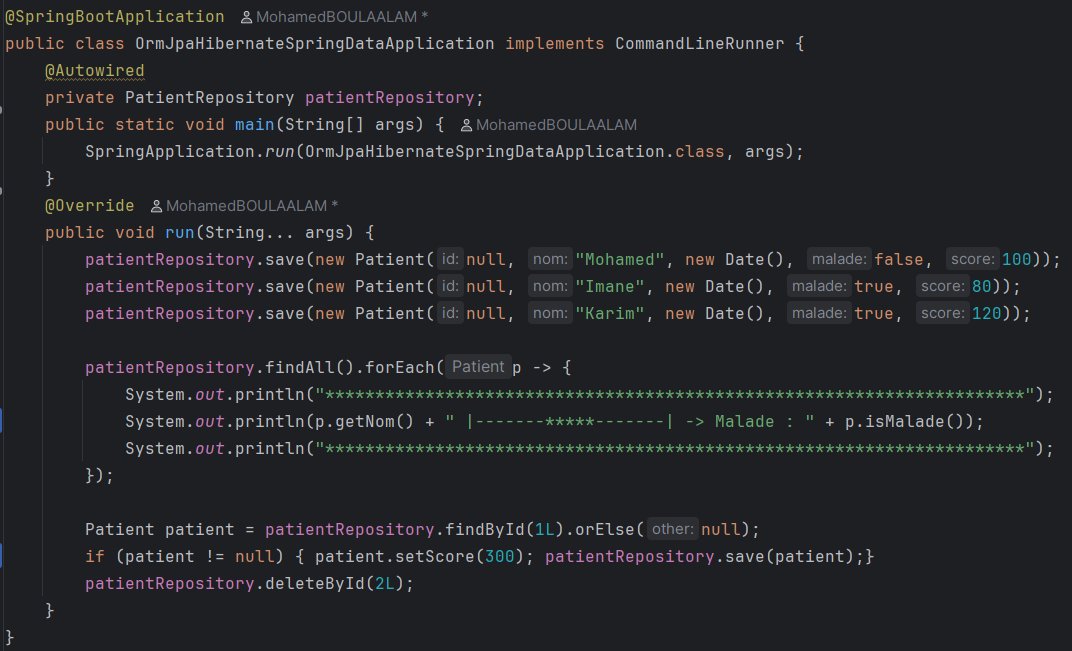 @SpringBootApplication MohamedBOULAALAM *
public class OrmJpaHibernateSpringDataApplication implements CommandLineRunner {
@Autowired
private PatientRepository patientRepository;
public static void main(String[] args) { MohamedBOULAALAM
SpringApplication.run(OrmJpaHibernateSpringDataApplication.class, args);
}
@Override MohamedBOULAALAM *
public void run(String... args) {
patientRepository.save(new Patient( id: null, nom: "Mohamed", new Date(), malade: false, score: 100));
patientRepository.save(new Patient( id: null, nom: "Imane", new Date(), malade: true, score: 80));
patientRepository.save(new Patient( id: null, nom: "Karim", new Date(), malade: true, score: 120));
patientRepository.findAll().forEach( Patient p -> {
System.out.println("**********************************************************************");
System.out.println(p.getNom() + " |-------*****-------| -> Malade : " + p.isMalade());
System.out.println("**********************************************************************");
});
Patient patient = patientRepository.findById(1L).orElse( other: null);
if (patient != null) { patient.setScore(300); patientRepository.save(patient);}
patientRepository.deleteById(2L);
}
}